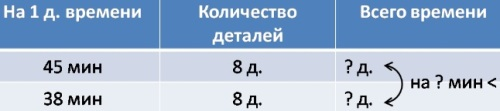 На 1 д. времени Количество деталей Всего времени
45 мин 8 д. ? д.
на ? мин <
38 мин 8 д. ? д.